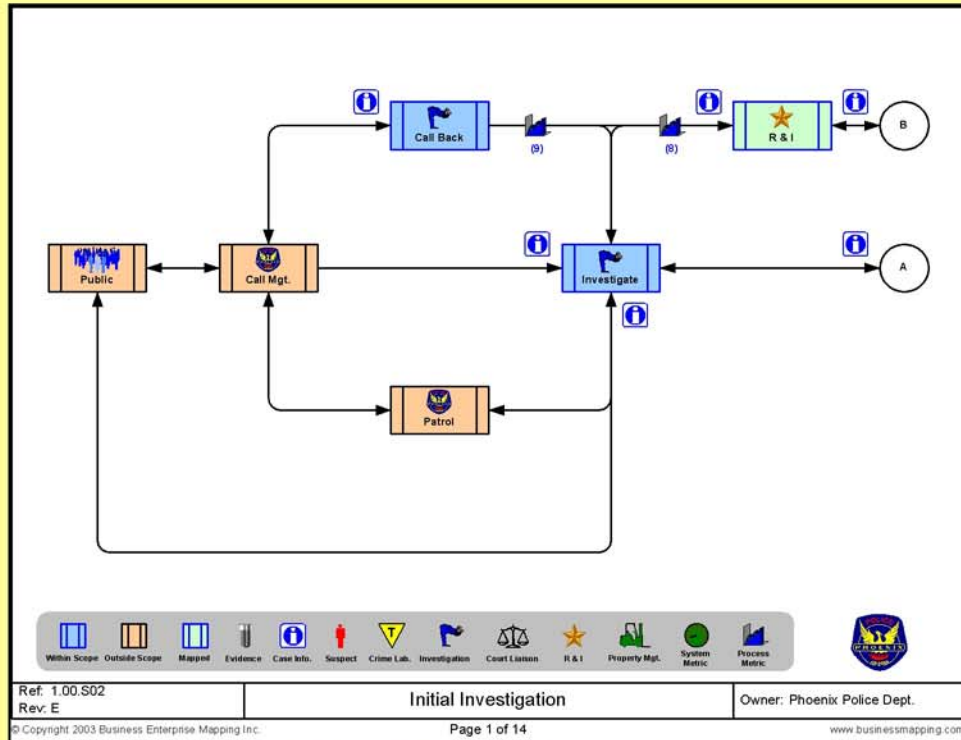 Call Back
(9)
(8)
R & I
B
Public
Call Mgt.
Investigate
A
Patrol
Within Scope
Outside Scope
Mapped
Evidence
Case Info.
Suspect
T
Crime Lab.
Investigation
Court Liaison
R & I
Property Mgt.
System
Metric
Process
Metric
POLICE
PHOENIX
Ref: 1.00.S02
Rev: E
Initial Investigation
Owner: Phoenix Police Dept.
© Copyright 2003 Business Enterprise Mapping Inc.
Page 1 of 14
www.businessmapping.com